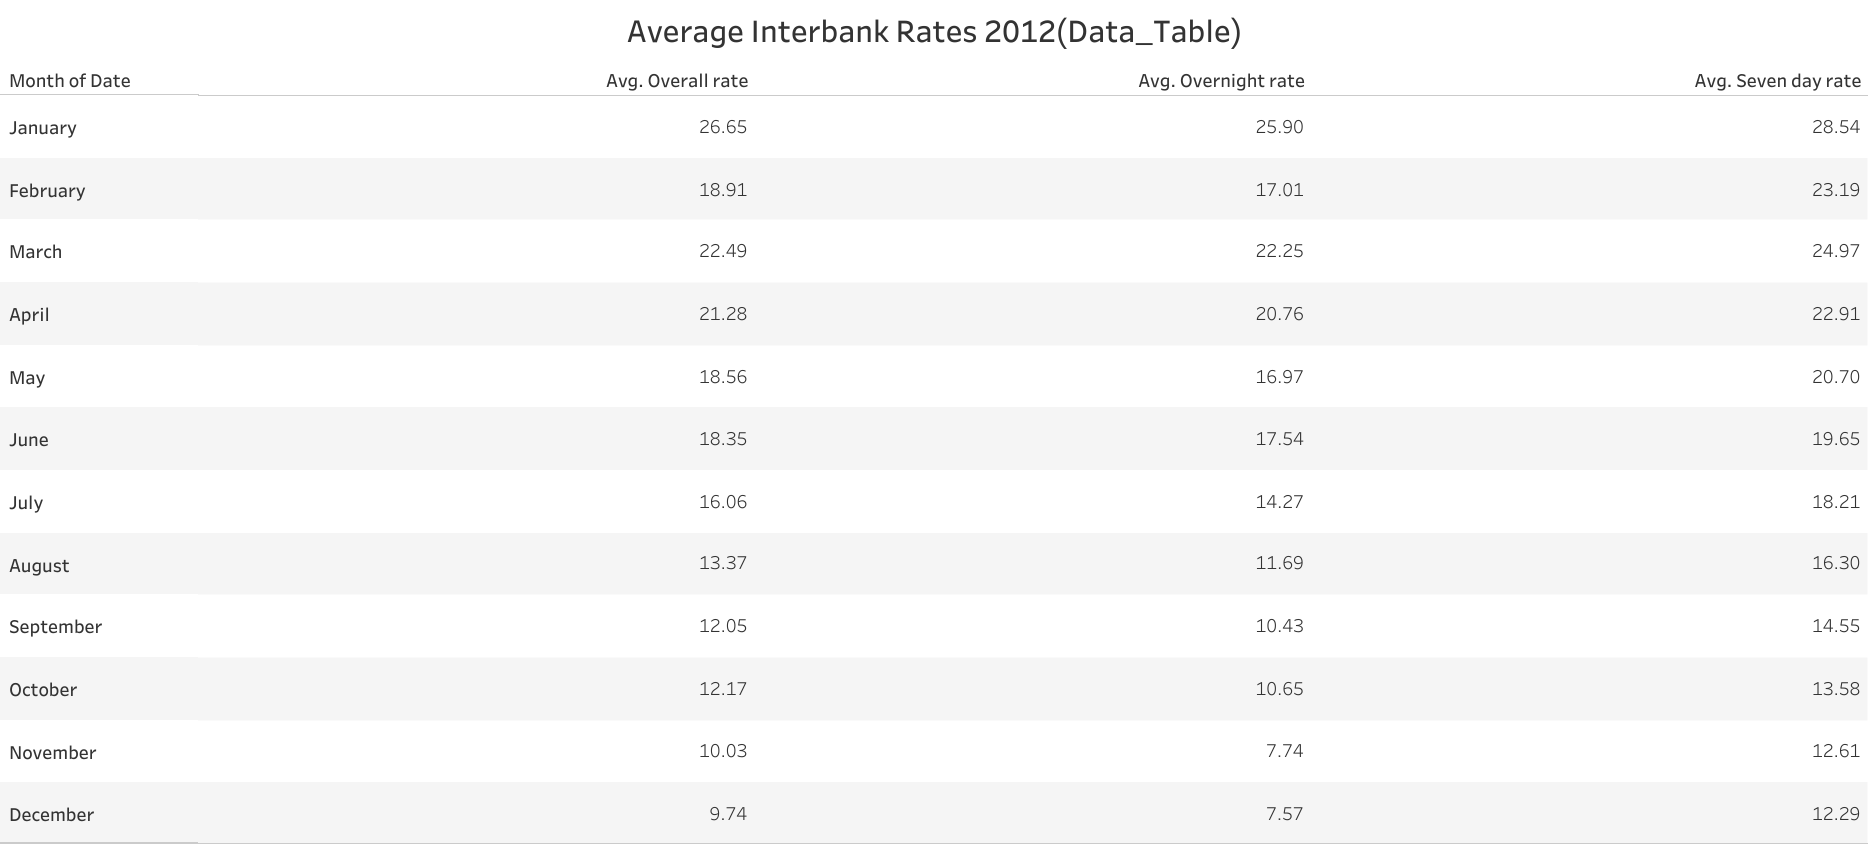 Average Interbank Rates 2012(Data_Table)
Month of Date Avg. Overall rate Avg. Overnight rate Avg. Seven day rate
January 26.65 25.90 28.54
February 18.91 17.01 23.19
March 22.49 22.25 24.97
April 21.28 20.76 22.91
May 18.56 16.97 20.70
June 18.35 17.54 19.65
July 16.06 14.27 18.21
August 13.37 11.69 16.30
September 12.05 10.43 14.55
October 12.17 10.65 13.58
November 10.03 7.74 12.61
December 9.74 7.57 12.29